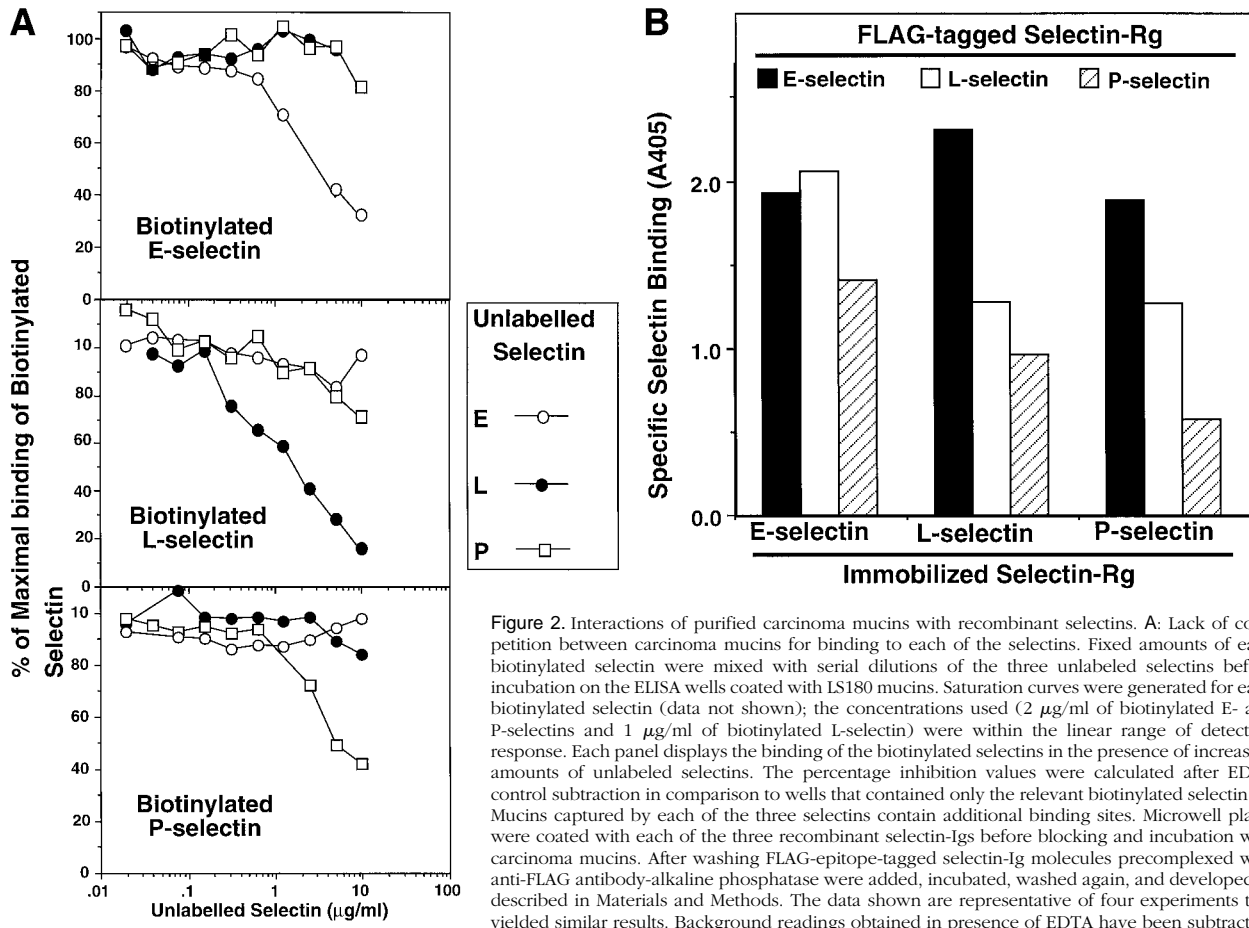 A
% of Maximal binding of Biotinylated
Selectin
100
80
60
40
20
0
Biotinylated
E-selectin
10
80
60
40
20
0
Biotinylated
L-selectin
10
80
60
40
20
0
Biotinylated
P-selectin
.01 .1 1 10 100
Unlabelled Selectin (μg/ml)
Unlabelled
Selectin
E
L
P
B
FLAG-tagged Selectin-Rg
E-selectin L-selectin P-selectin
Specific Selectin Binding (A405)
2.0
1.0
0.0
E-selectin L-selectin P-selectin
Immobilized Selectin-Rg
Figure 2. Interactions of purified carcinoma mucins with recombinant selectins. A: Lack of co
petition between carcinoma mucins for binding to each of the selectins. Fixed amounts of ea
biotinylated selectin were mixed with serial dilutions of the three unlabeled selectins bef
incubation on the ELISA wells coated with LS180 mucins. Saturation curves were generated for ea
biotinylated selectin (data not shown); the concentrations used (2 μg/ml of biotinylated E- a
P-selectins and 1 μg/ml of biotinylated L-selectin) were within the linear range of detect
response. Each panel displays the binding of the biotinylated selectins in the presence of increas
amounts of unlabeled selectins. The percentage inhibition values were calculated after ED
control subtraction in comparison to wells that contained only the relevant biotinylated selectin
Mucins captured by each of the three selectins contain additional binding sites. Microwell pla
were coated with each of the three recombinant selectin-Igs before blocking and incubation w
carcinoma mucins. After washing FLAG-epitope-tagged selectin-Ig molecules precomplexed w
anti-FLAG antibody-alkaline phosphatase were added, incubated, washed again, and developed
described in Materials and Methods. The data shown are representative of four experiments t
yielded similar results. Background readings obtained in presence of EDTA have been subtract